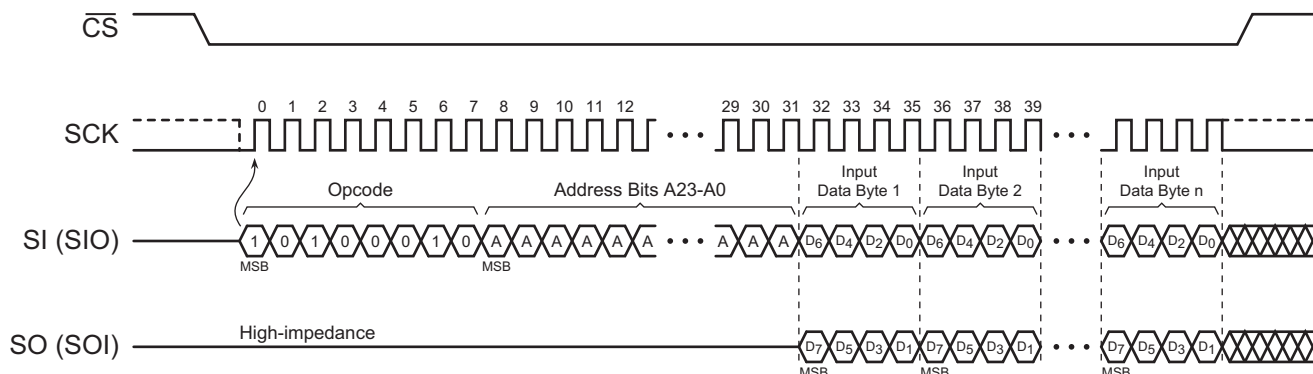 CS
0 1 2 3 4 5 6 7 8 9 10 11 12 29 30 31 32 33 34 35 36 37 38 39
SCK
Opcode Address Bits A23-A0 Input Data Byte 1 Input Data Byte 2 Input Data Byte n
SI (SIO) 1 0 1 0 0 0 1 0 A A A A A A A A A D6 D4 D2 D0 D6 D4 D2 D0 D6 D4 D2 D0
MSB MSB
High-impedance
SO (SOI) D7 D5 D3 D1 D7 D5 D3 D1 D7 D5 D3 D1
MSB MSB MSB